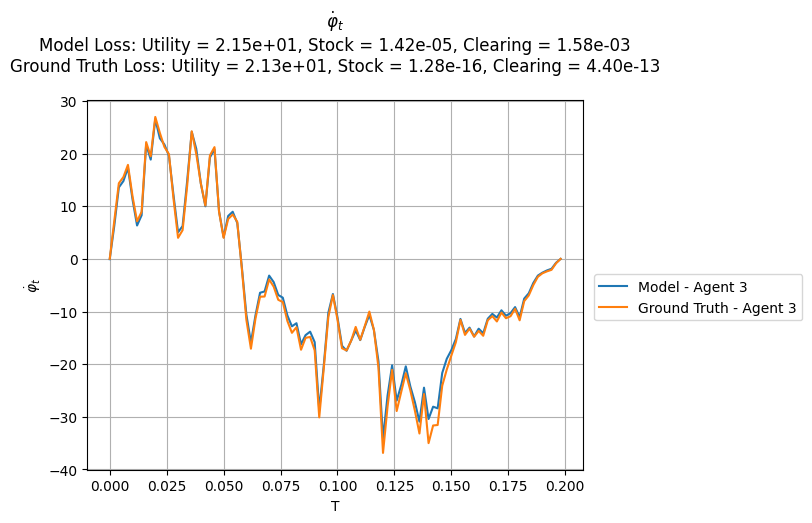 φ̇ₜ
Model Loss: Utility = 2.15e+01, Stock = 1.42e-05, Clearing = 1.58e-03
Ground Truth Loss: Utility = 2.13e+01, Stock = 1.28e-16, Clearing = 4.40e-13
30
20
10
0
−10
−20
−30
−40
φ̇ₜ
0.000
0.025
0.050
0.075
0.100
0.125
0.150
0.175
0.200
T
Model - Agent 3
Ground Truth - Agent 3